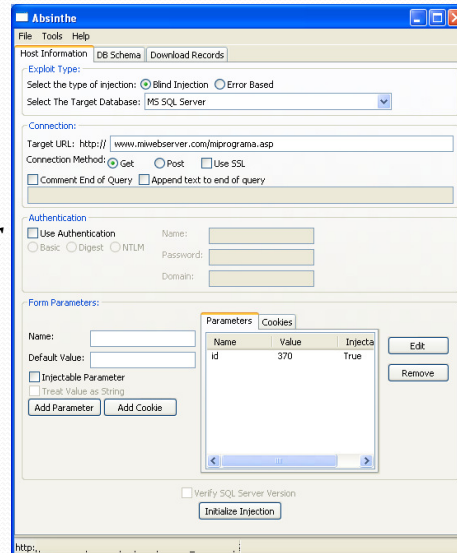 Absinthe
File Tools Help
Host Information DB Schema Download Records
Exploit Type:
Select the type of injection: Blind Injection Error Based
Select The Target Database: MS SQL Server
Connection:
Target URL: http:// www.miwebserver.com/miprograma.asp
Connection Method: Get Post Use SSL
Comment End of Query Append text to end of query
Authentication
Use Authentication Name:
Basic Digest NTLM
Password:
Domain:
Form Parameters:
Parameters Cookies
Name: Name Value Injecta
id 370 True
Edit
Default Value:
Remove
Injectable Parameter
Treat Value as String
Add Parameter Add Cookie
Verify SQL Server Version
Initialize Injection
http: